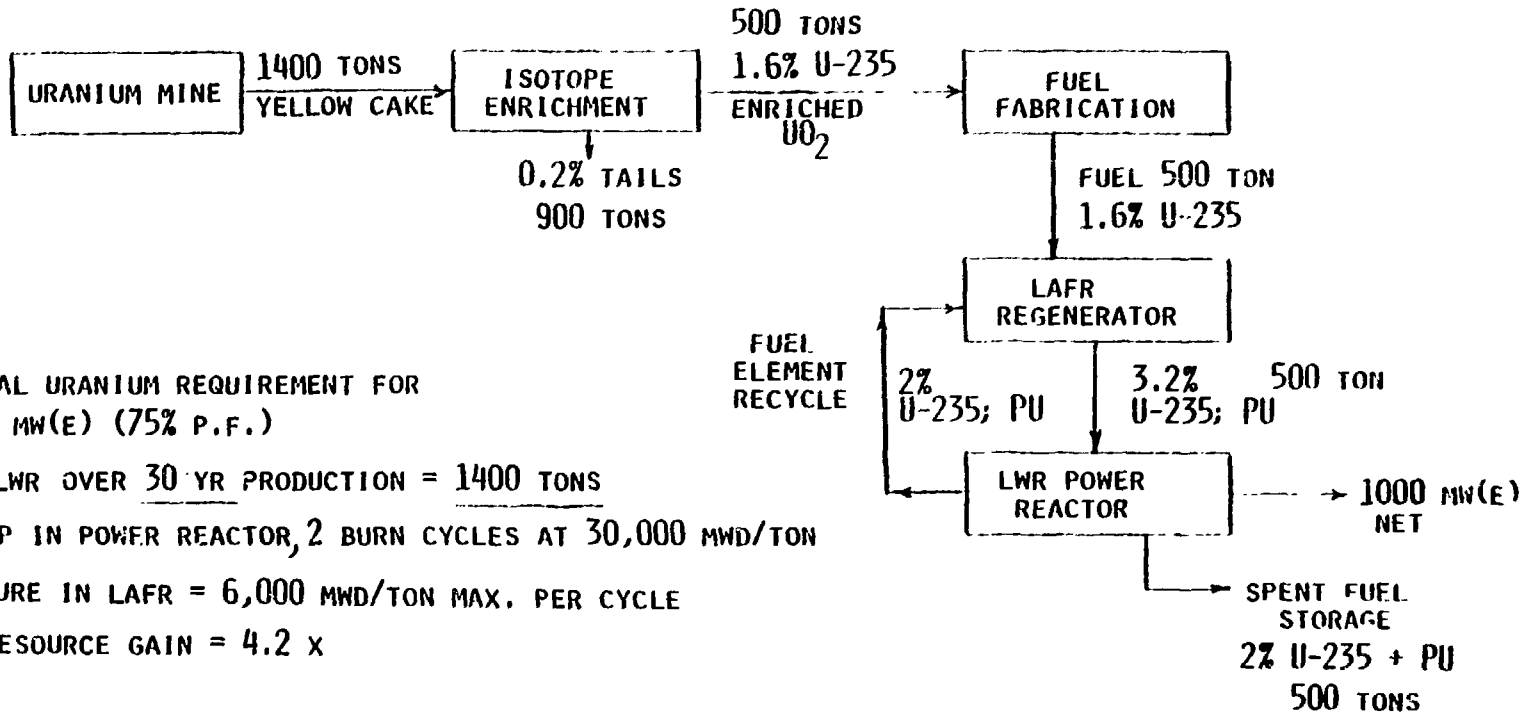 URANIUM MINE
1400 TONS
YELLOW CAKE
ISOTOPE
ENRICHMENT
0.2% TAILS
900 TONS
500 TONS
1.6% U-235
ENRICHED
UO2
FUEL
FABRICATION
FUEL 500 TON
1.6% U-235
LAFR
REGENERATOR
FUEL
ELEMENT
RECYCLE
2%
U-235; PU
3.2% 500 TON
U-235; PU
LWR POWER
REACTOR
1000 MW(E)
NET
SPENT FUEL
STORAGE
2% U-235 + PU
500 TONS
AL URANIUM REQUIREMENT FOR
MW(E) (75% P.F.)
LWR OVER 30 YR PRODUCTION = 1400 TONS
P IN POWER REACTOR, 2 BURN CYCLES AT 30,000 MWD/TON
URE IN LAFR = 6,000 MWD/TON MAX. PER CYCLE
ESOURCE GAIN = 4.2 X